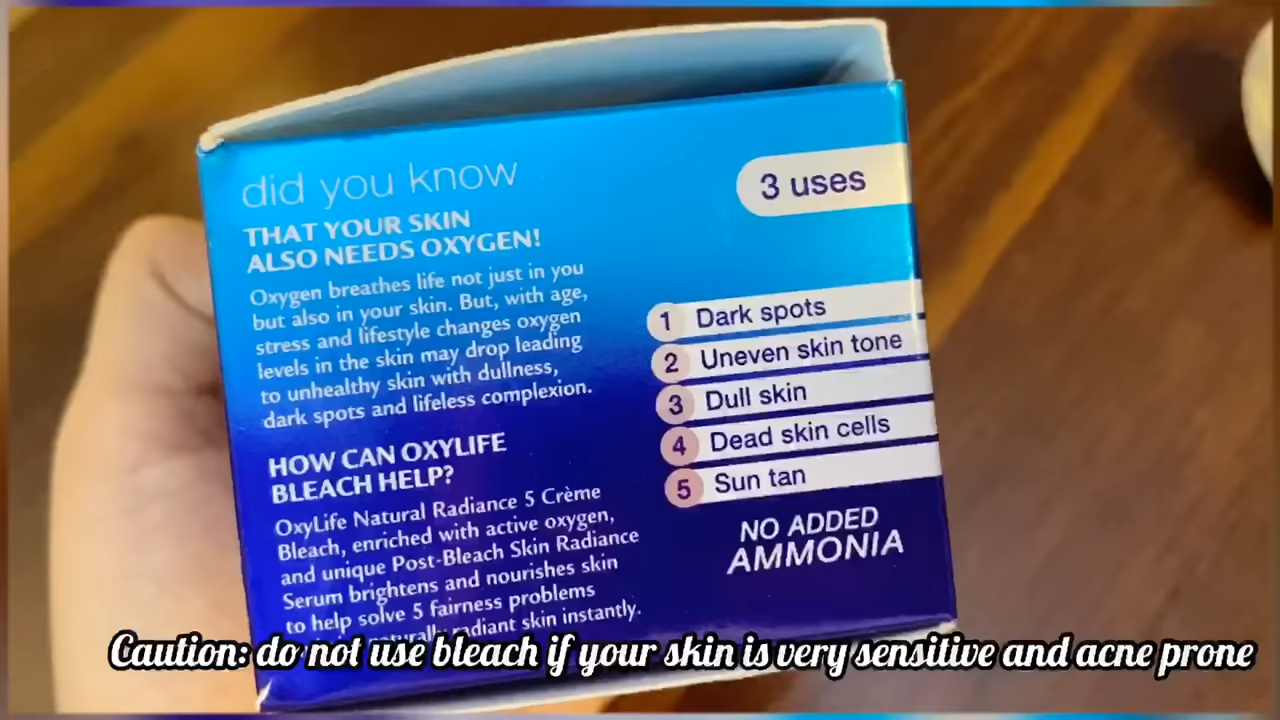 did you know
THAT YOUR SKIN
ALSO NEEDS OXYGEN!
Oxygen breathes life not just in you
but also in your skin. But, with age,
stress and lifestyle changes oxygen
levels in the skin may drop leading
to unhealthy skin with dullness,
dark spots and lifeless complexion.
HOW CAN OXYLIFE
BLEACH HELP?
OxyLife Natural Radiance 5 Crème
Bleach, enriched with active oxygen,
and unique Post-Bleach Skin Radiance
Serum brightens and nourishes skin
to help solve 5 fairness problems
naturally radiant skin instantly.
3 uses
1 Dark spots
2 Uneven skin tone
3 Dull skin
4 Dead skin cells
5 Sun tan
NO ADDED
AMMONIA
Caution: do not use bleach if your skin is very sensitive and acne prone